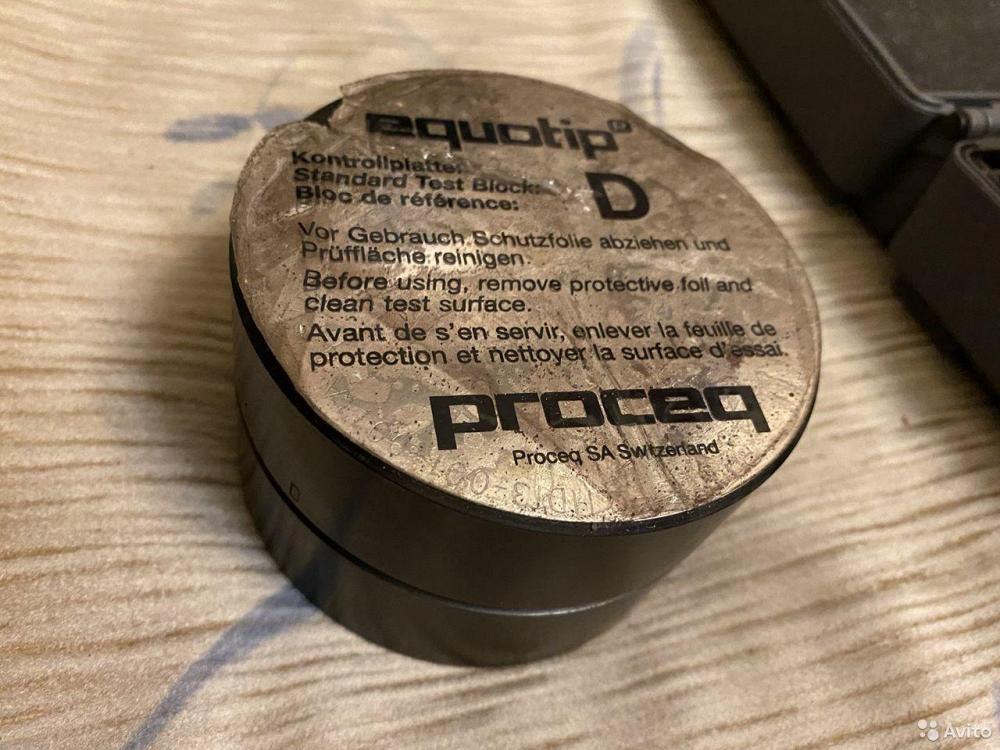 equotip®
Kontrollplatte:
Standard Test Block: D
Bloc de référence:
Vor Gebrauch Schutzfolie abziehen und
Prüffläche reinigen.
Before using, remove protective foil and
clean test surface.
Avant de s'en servir, enlever la feuille de
protection et nettoyer la surface d'essai.
proceq
Proceq SA Switzerland
D
Avito